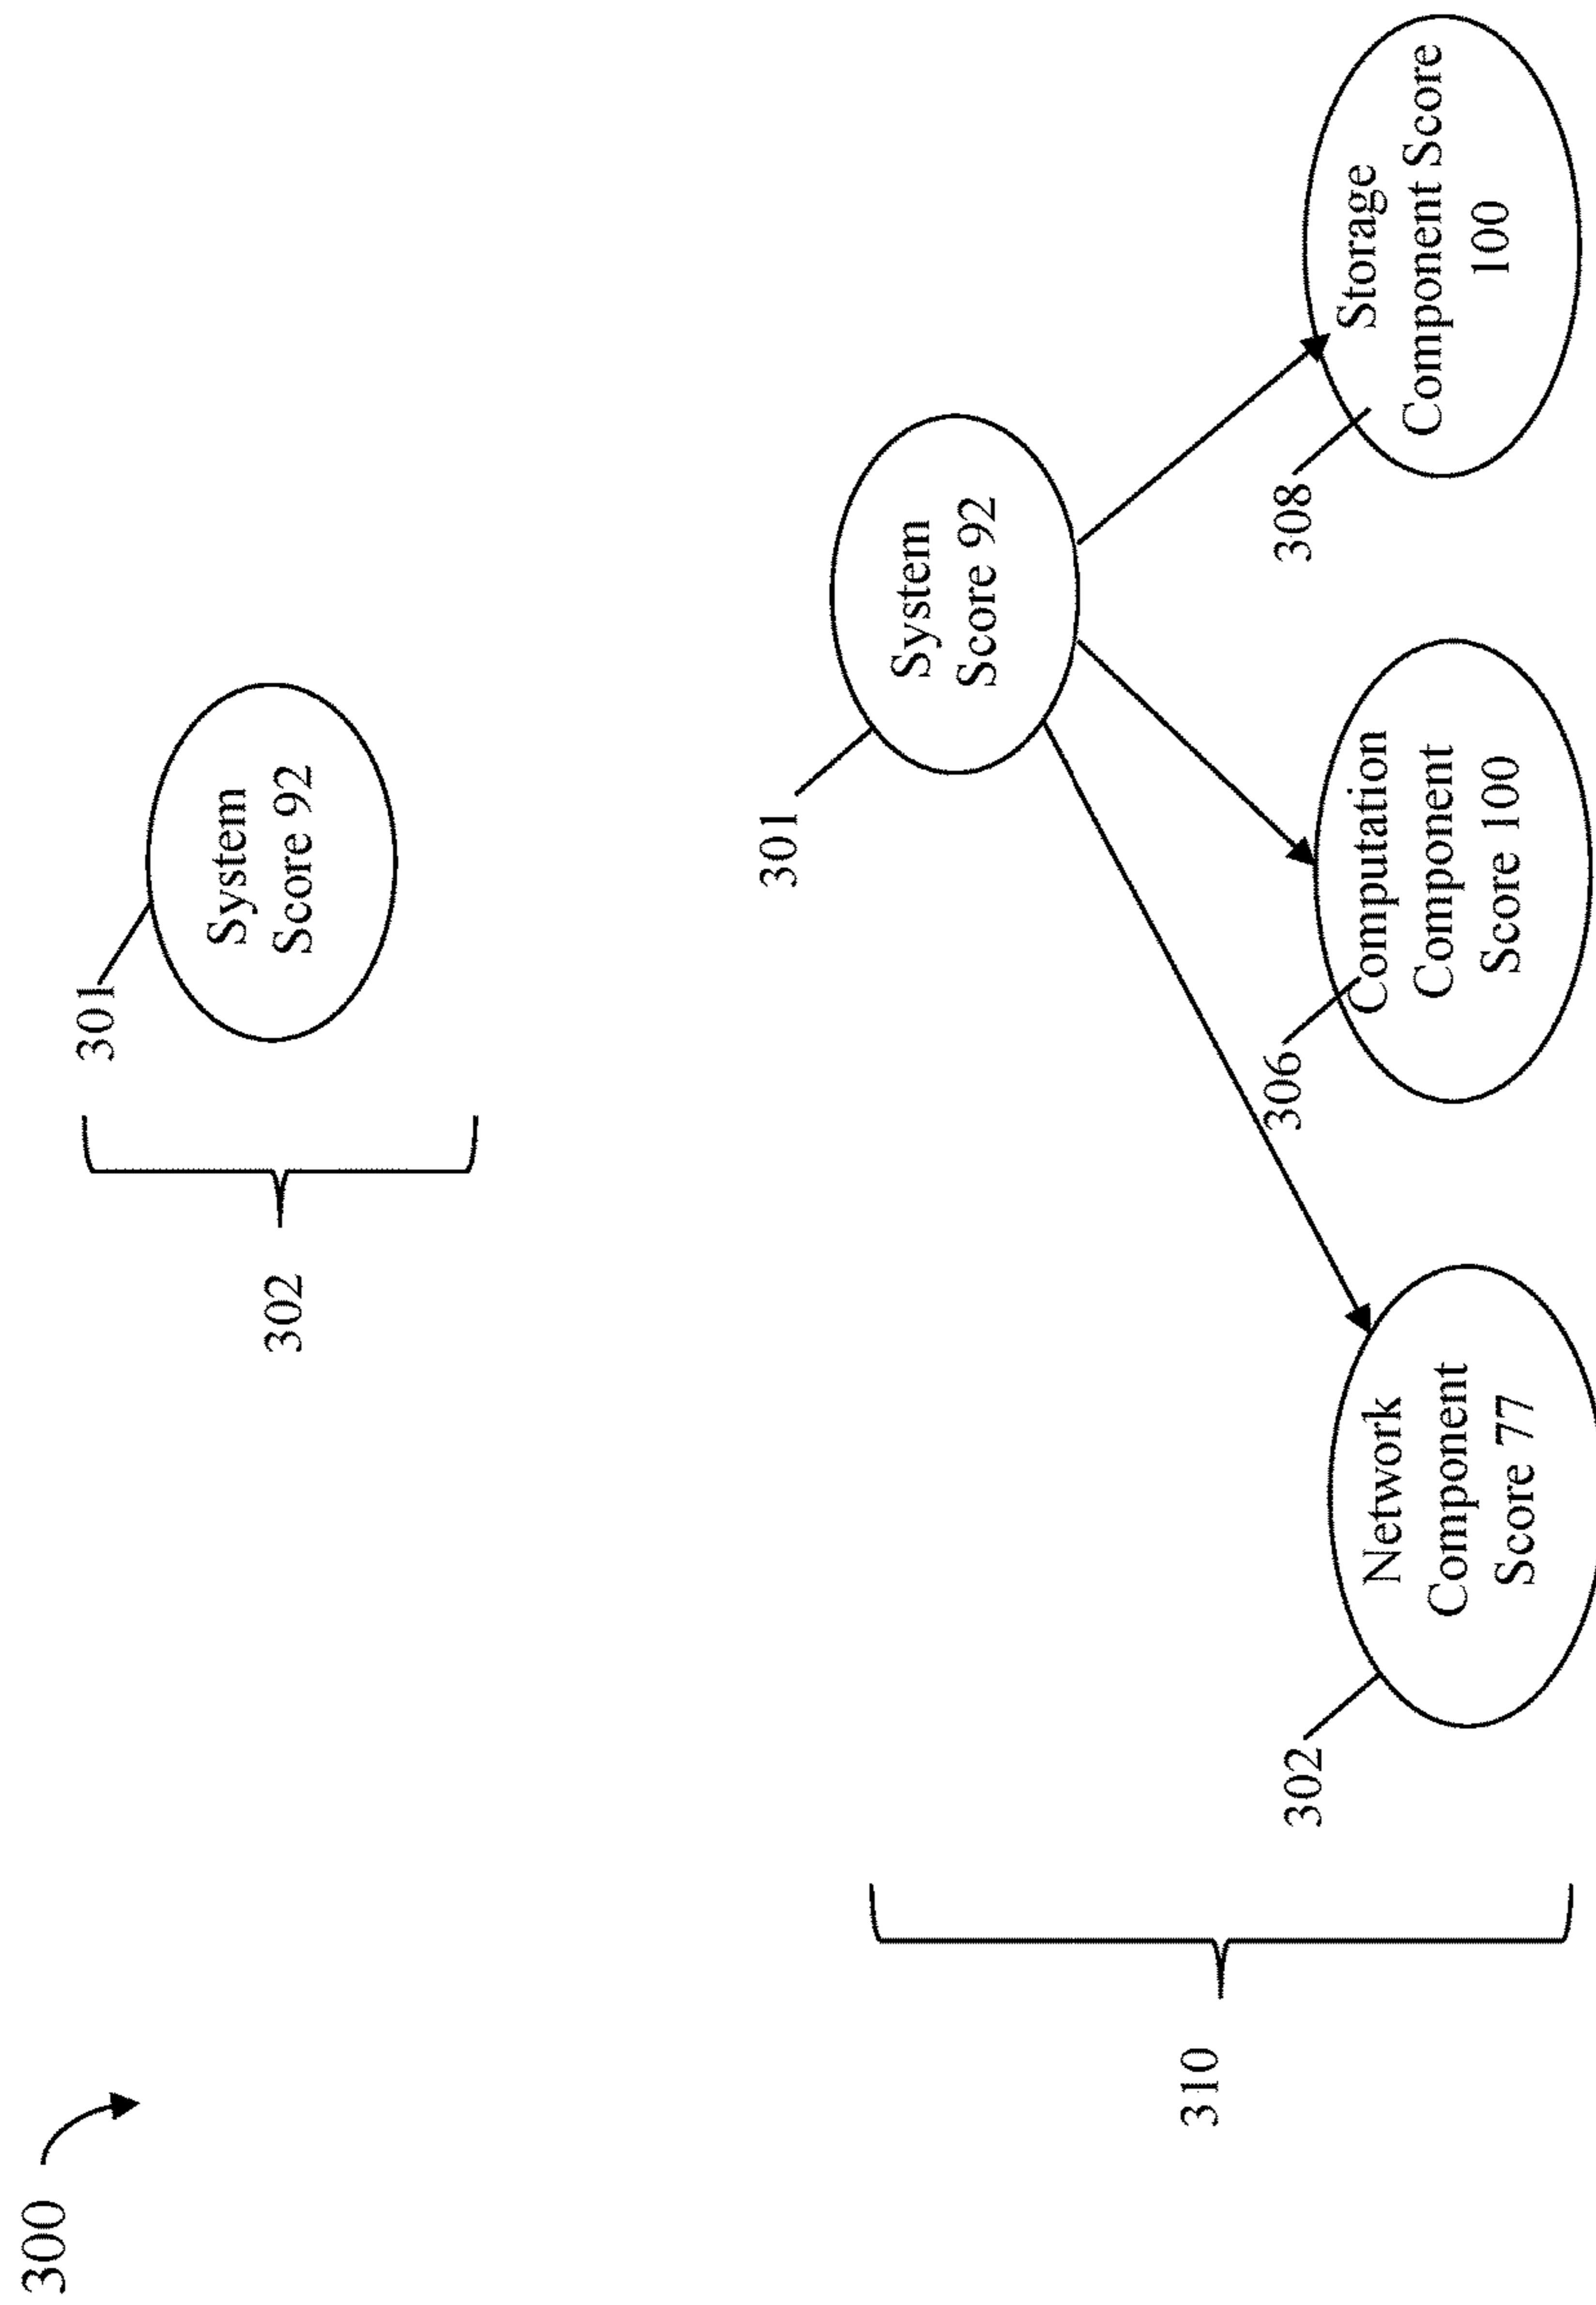 300
302
301
System
Score 92
310
301
System
Score 92
302
Network
Component
Score 77
306
Computation
Component
Score 100
308
Storage
Component Score
100